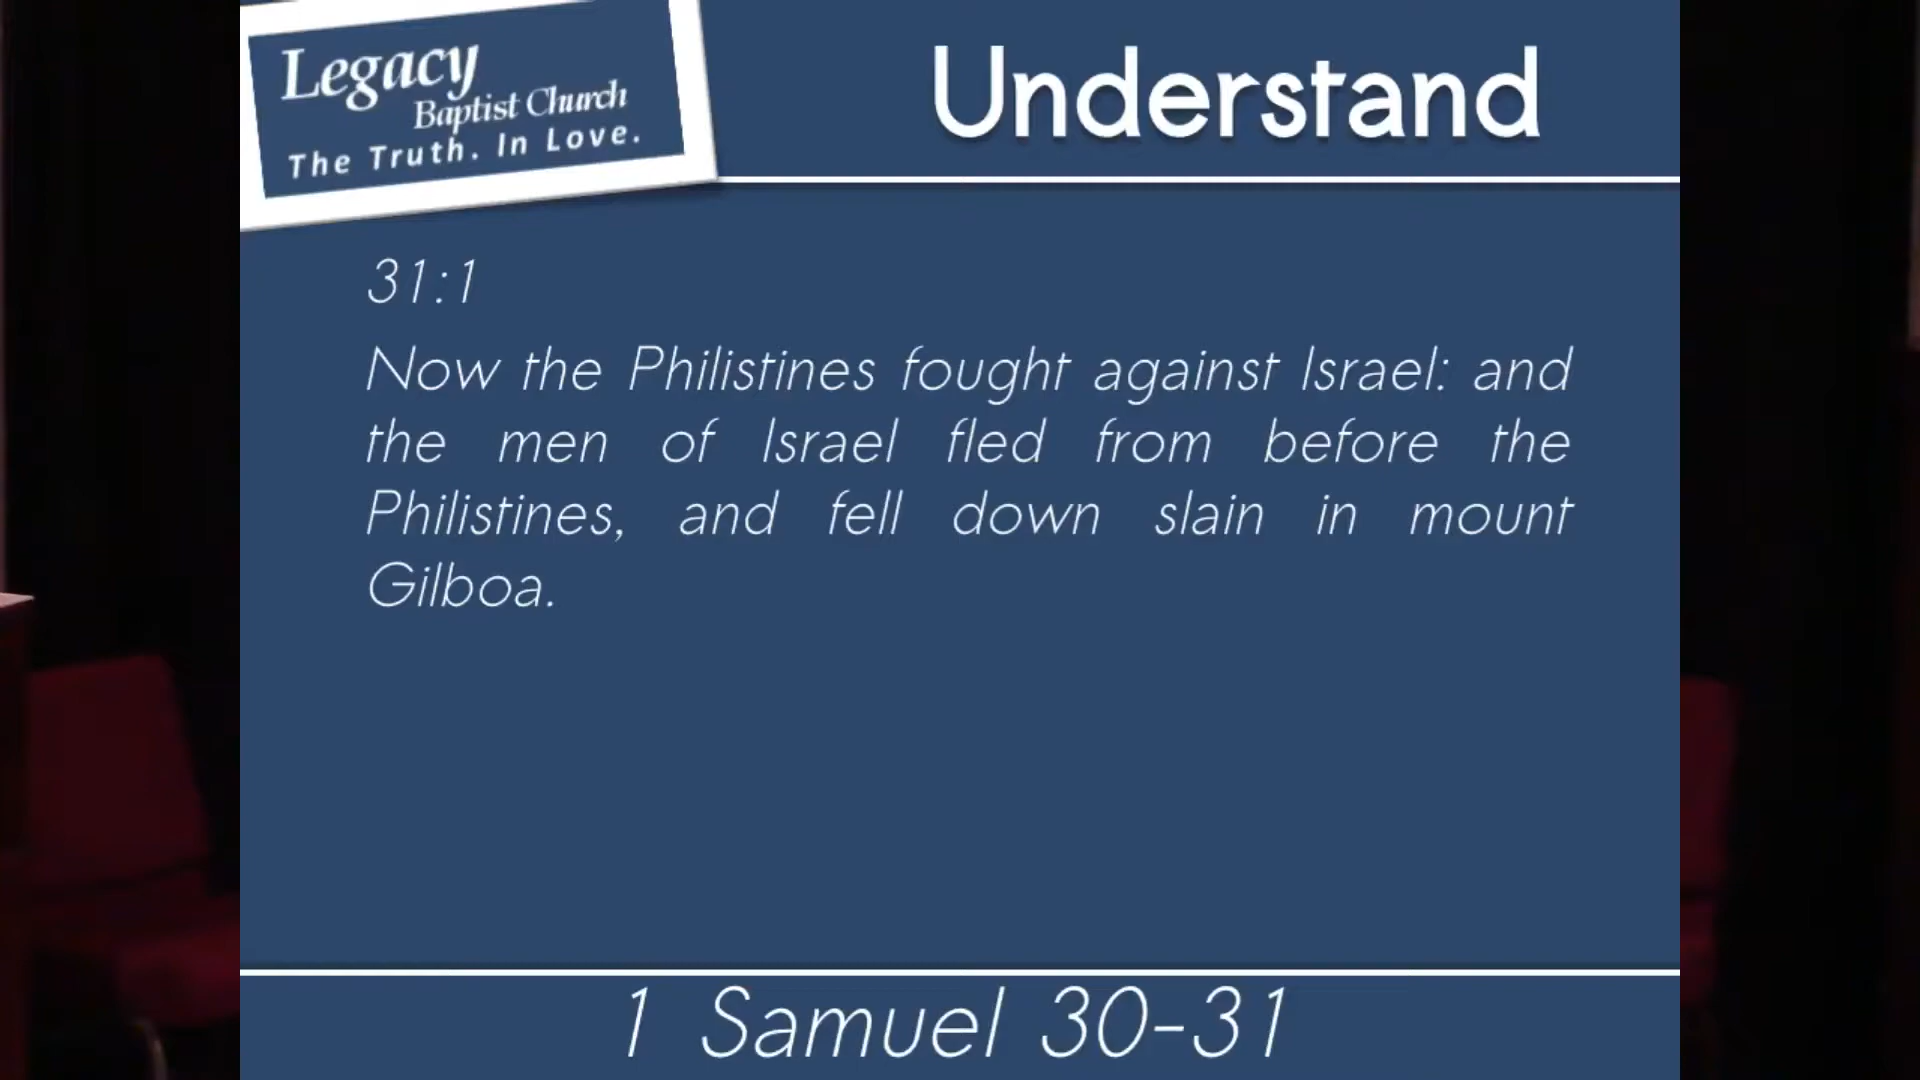 Legacy
Baptist Church
The Truth. In Love.
Understand
31:1
Now the Philistines fought against Israel: and
the men of Israel fled from before the
Philistines, and fell down slain in mount
Gilboa.
1 Samuel 30-31